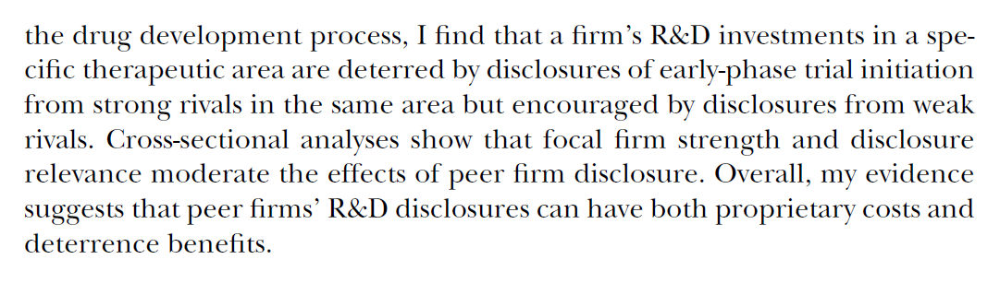 the drug development process, I find that a firm’s R&D investments in a spe-
cific therapeutic area are deterred by disclosures of early-phase trial initiation
from strong rivals in the same area but encouraged by disclosures from weak
rivals. Cross-sectional analyses show that focal firm strength and disclosure
relevance moderate the effects of peer firm disclosure. Overall, my evidence
suggests that peer firms’ R&D disclosures can have both proprietary costs and
deterrence benefits.